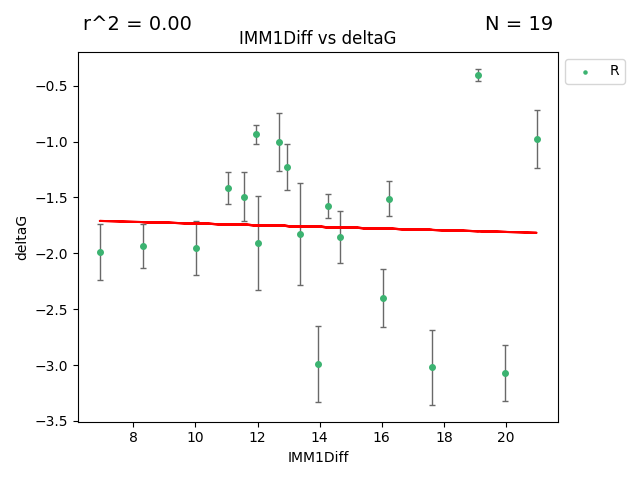 r^2 = 0.00
N = 19
IMM1Diff vs deltaG
R
−0.5
−1.0
−1.5
−2.0
−2.5
−3.0
−3.5
deltaG
8 10 12 14 16 18 20
IMM1Diff